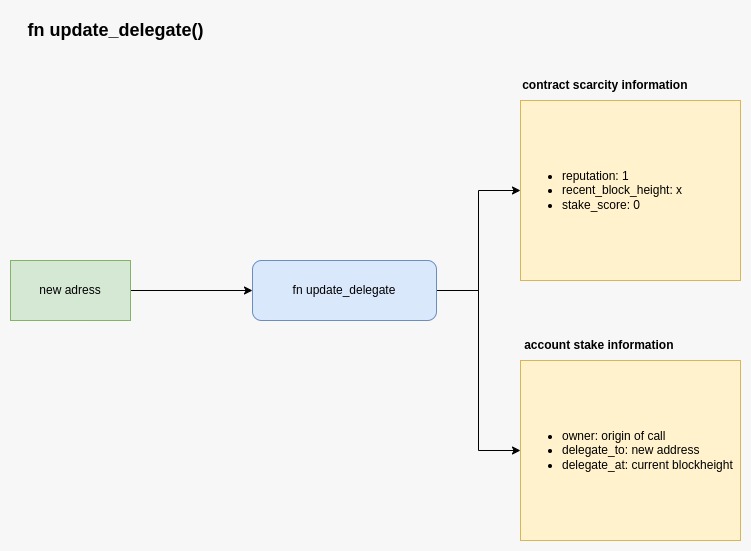 fn update_delegate()
contract scarcity information
• reputation: 1
• recent_block_height: x
• stake_score: 0
new adress
fn update_delegate
account stake information
• owner: origin of call
• delegate_to: new address
• delegate_at: current blockheight